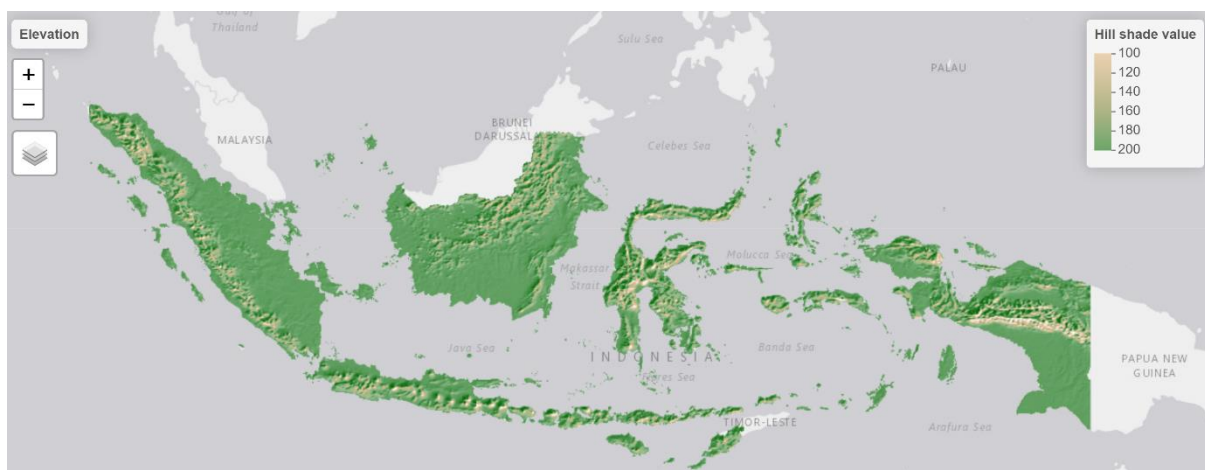 Gulf of
Thailand
Elevation
+
−
Sulu Sea
Hill shade value
100
120
140
160
180
200
PALAU
MALAYSIA
BRUNEI
DARUSSAL
Celebes Sea
Makassar
Strait
Molucca Sea
Java Sea
INDONESIA
Banda Sea
Flores Sea
TIMOR-LESTE
Arafura Sea
PAPUA NEW
GUINEA